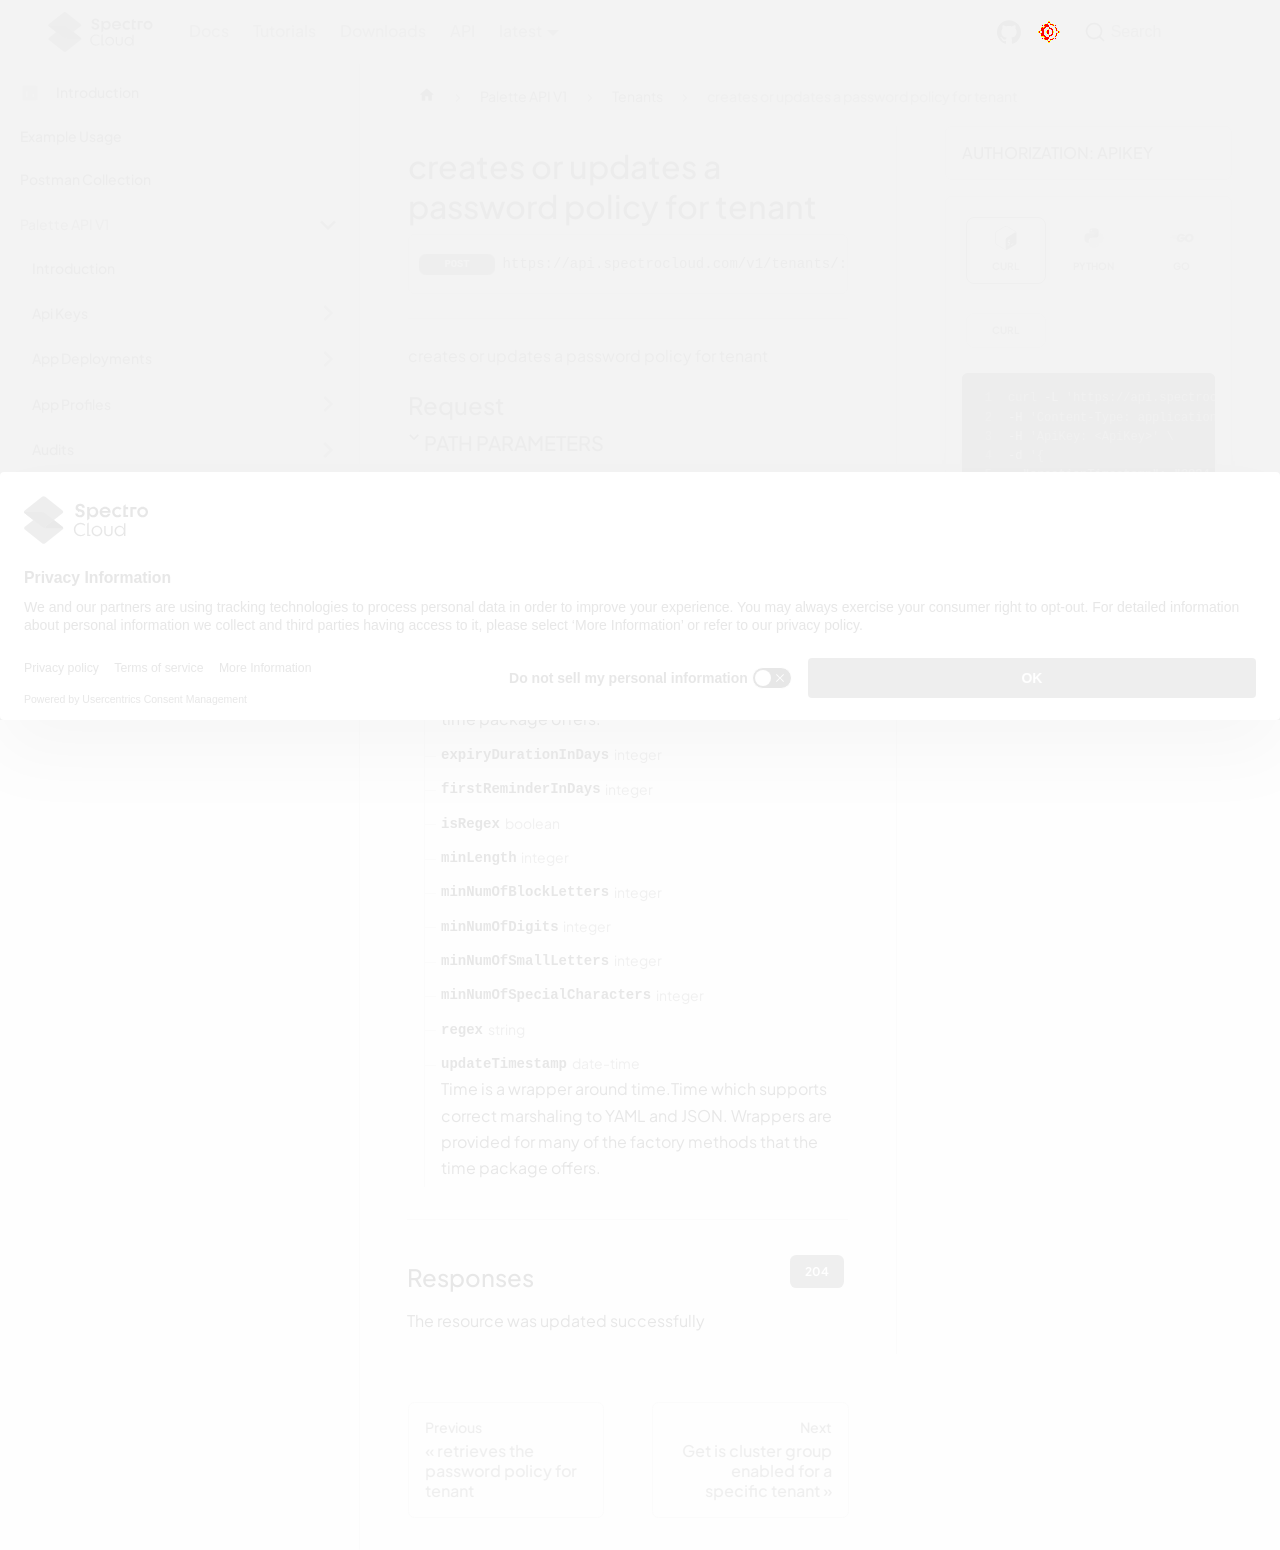 Spectro
Cloud
Docs
Tutorials
Downloads
API
latest
Search
Introduction
Example Usage
Postman Collection
Palette API V1
Introduction
Api Keys
App Deployments
App Profiles
Audits
Palette API V1
Tenants
creates or updates a password policy for tenant
creates or updates a
password policy for tenant
https://api.spectrocloud.com/v1/tenants/
creates or updates a password policy for tenant
Request
PATH PARAMETERS
AUTHORIZATION: APIKEY
CURL
PYTHON
GO
CURL
Spectro
Cloud
Privacy Information
We and our partners are using tracking technologies to process personal data in order to improve your experience. You may always exercise your consumer right to opt-out. For detailed information
about personal information we collect and third parties having access to it, please select 'More Information' or refer to our privacy policy.
Privacy policy
Terms of service
More Information
Powered by Usercentrics Consent Management
Do not sell my personal information
OK
time package offers.
expiryDurationInDays integer
firstReminderInDays integer
isRegex boolean
minLength integer
minNumOfBlockLetters integer
minNumOfDigits integer
minNumOfSmallLetters integer
minNumOfSpecialCharacters integer
regex string
updateTimestamp date-time
Time is a wrapper around time.Time which supports
correct marshaling to YAML and JSON. Wrappers are
provided for many of the factory methods that the
time package offers.
Responses
204
The resource was updated successfully
Previous
« retrieves the
password policy for
tenant
Next
Get is cluster group
enabled for a
specific tenant »